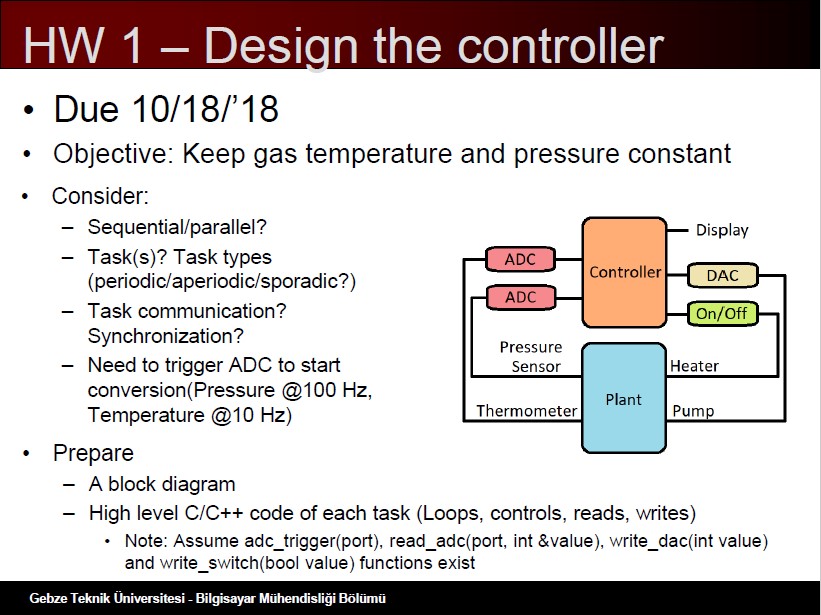 HW 1 – Design the controller
• Due 10/18/’18
• Objective: Keep gas temperature and pressure constant
• Consider:
– Sequential/parallel?
– Task(s)? Task types
(periodic/aperiodic/sporadic?)
– Task communication?
Synchronization?
– Need to trigger ADC to start
conversion(Pressure @100 Hz,
Temperature @10 Hz)
ADC
ADC
Controller
Display
DAC
On/Off
Pressure
Sensor
Heater
Plant
Thermometer
Pump
• Prepare
– A block diagram
– High level C/C++ code of each task (Loops, controls, reads, writes)
• Note: Assume adc_trigger(port), read_adc(port, int &value), write_dac(int value)
and write_switch(bool value) functions exist
Gebze Teknik Üniversitesi - Bilgisayar Mühendisliği Bölümü